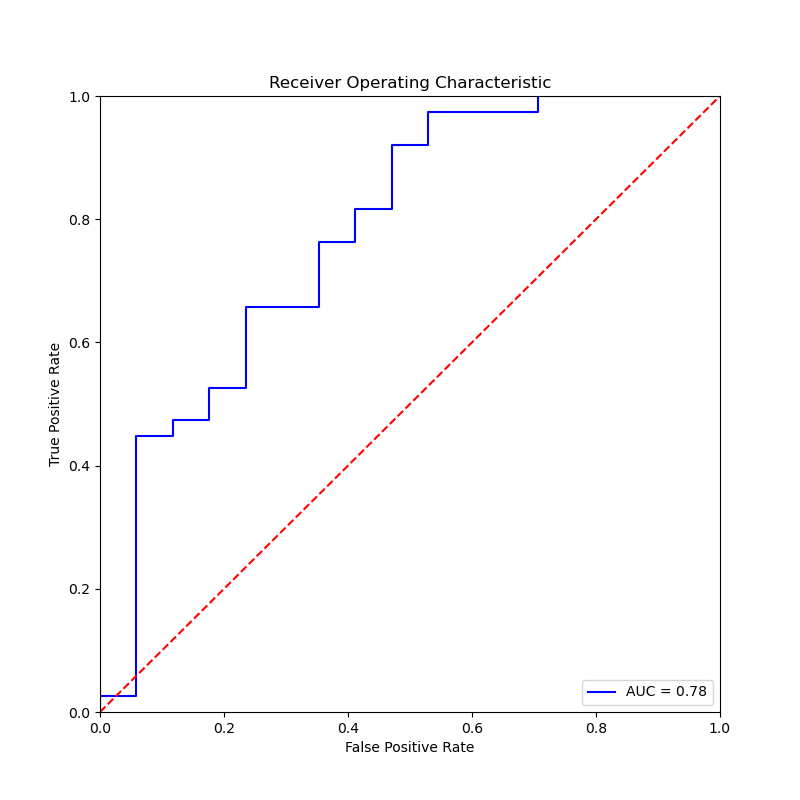 Receiver Operating Characteristic
1.0
0.8
0.6
0.4
0.2
0.0
True Positive Rate
0.0 0.2 0.4 0.6 0.8 1.0
False Positive Rate
AUC = 0.78